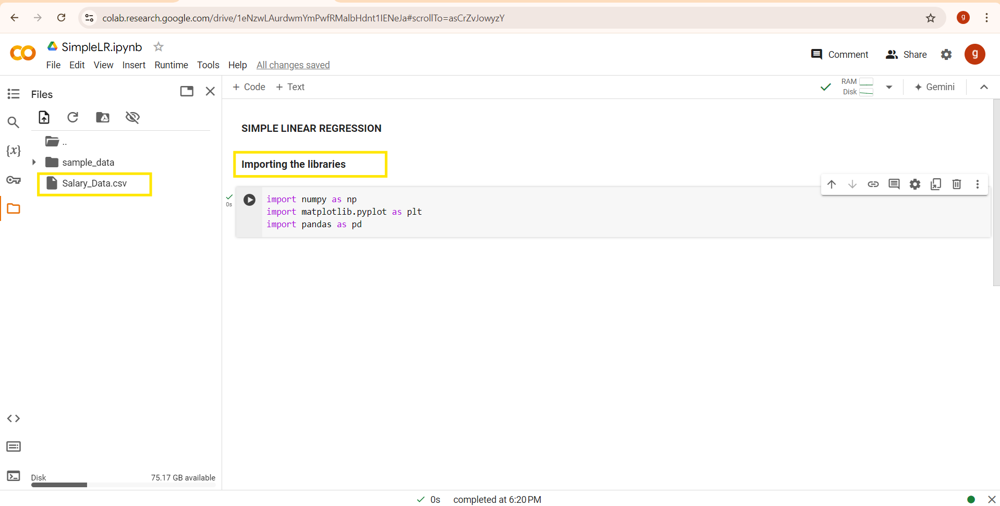 colab.research.google.com/drive/1eNzwLAurdwmYmPwfRMalbHdnt1IENeJa#scrollTo=asCrZvJowyzY
g
SimpleLR.ipynb
File Edit View Insert Runtime Tools Help All changes saved
Comment Share g
Files
+ Code + Text
RAM
Disk
Gemini
..
sample_data
Salary_Data.csv
{x}
SIMPLE LINEAR REGRESSION
Importing the libraries
0s
import numpy as np
import matplotlib.pyplot as plt
import pandas as pd
Disk 75.17 GB available
0s completed at 6:20 PM